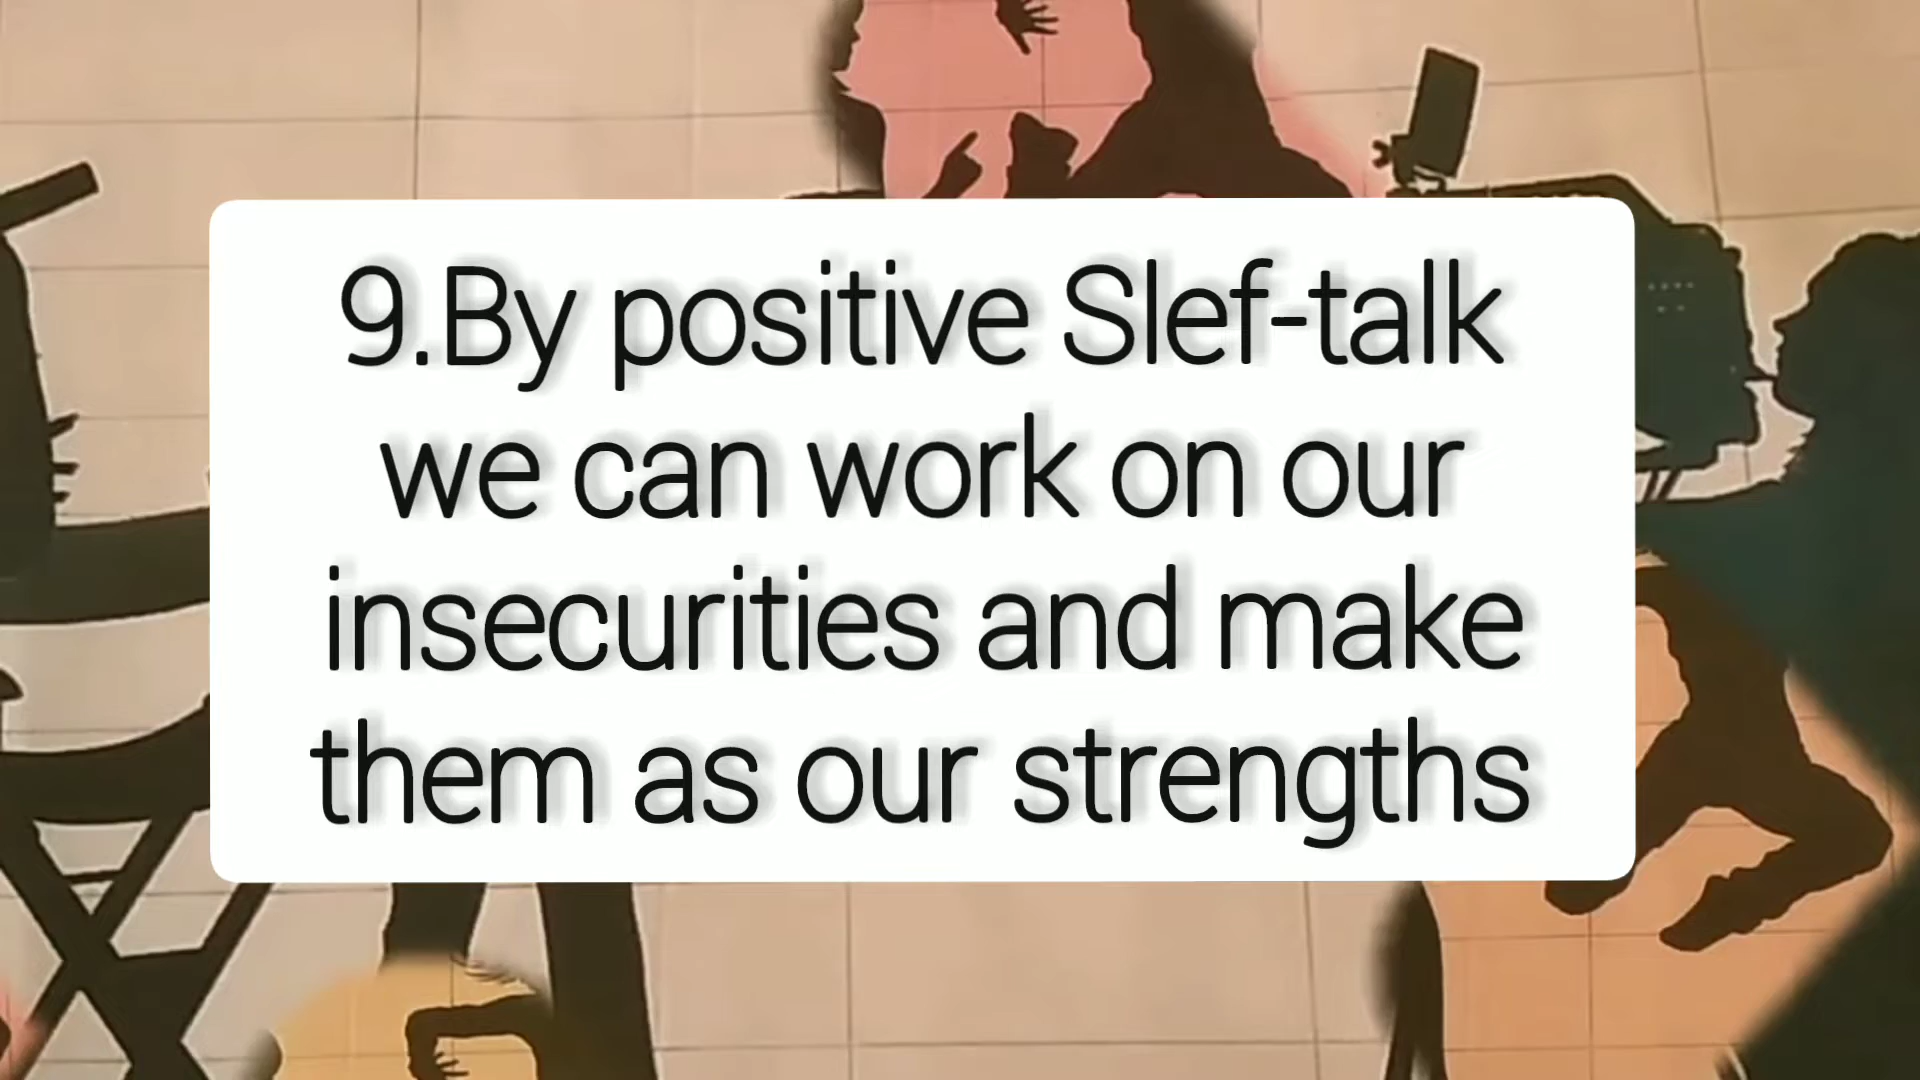 9.By positive Slef-talk
we can work on our
insecurities and make
them as our strengths